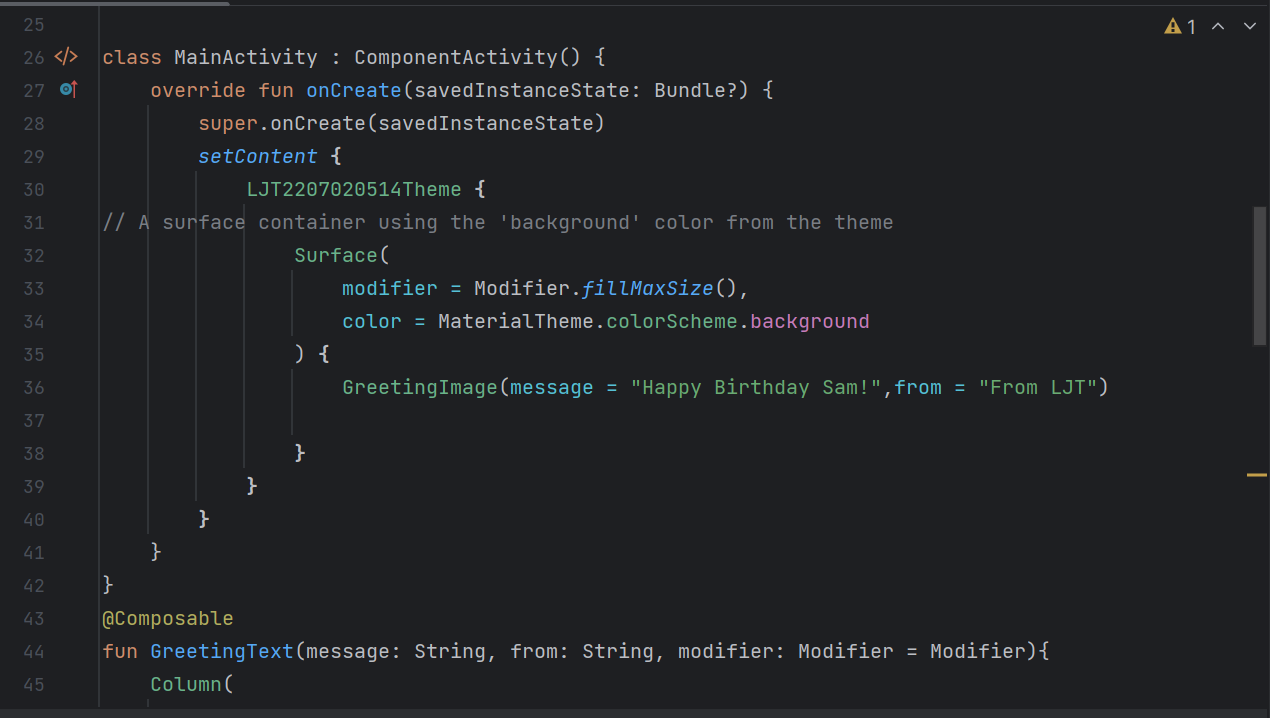 25
1
26 </> class MainActivity : ComponentActivity() {
27 override fun onCreate(savedInstanceState: Bundle?) {
28 super.onCreate(savedInstanceState)
29 setContent {
30 LJT2207020514Theme {
31 // A surface container using the 'background' color from the theme
32 Surface(
33 modifier = Modifier.fillMaxSize(),
34 color = MaterialTheme.colorScheme.background
35 ) {
36 GreetingImage(message = "Happy Birthday Sam!",from = "From LJT")
37
38 }
39 }
40 }
41 }
42 }
43 @Composable
44 fun GreetingText(message: String, from: String, modifier: Modifier = Modifier){
45 Column(